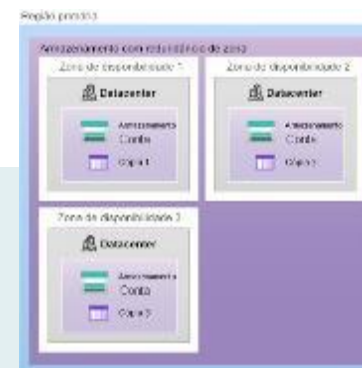 Região primária
Armazenamento com redundância de zona
Zona de disponibilidade 1
Datacenter
Armazenamento
Conta
Cópia 1
Zona de disponibilidade 2
Datacenter
Armazenamento
Conta
Cópia 2
Zona de disponibilidade 3
Datacenter
Armazenamento
Conta
Cópia 3